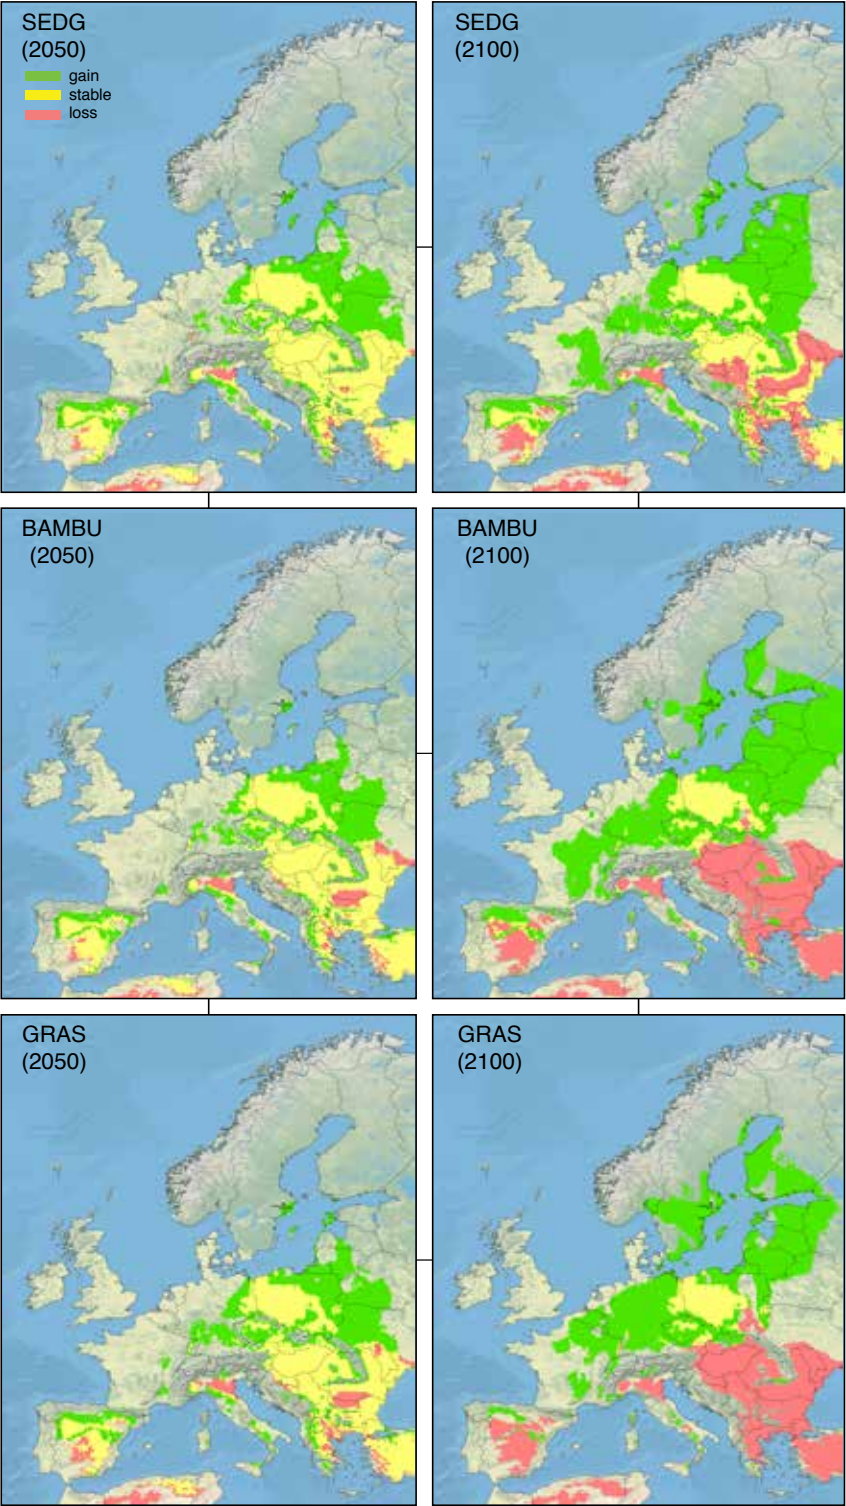 SEDG
(2050)
gain
stable
loss
SEDG
(2100)
BAMBU
(2050)
BAMBU
(2100)
GRAS
(2050)
GRAS
(2100)